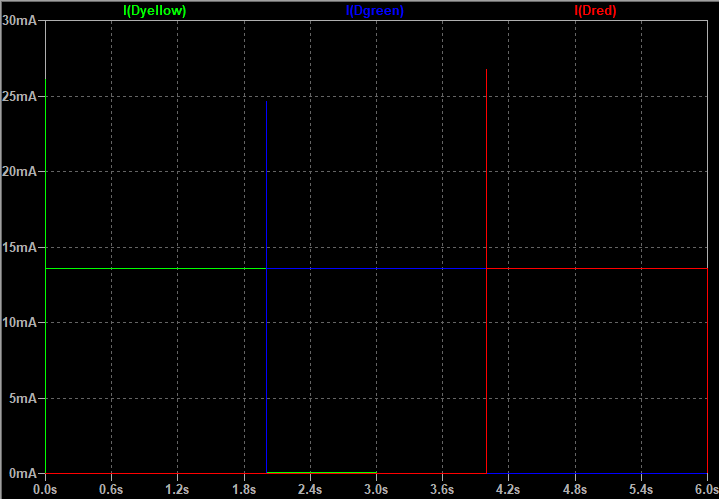 I(Dyellow) I(Dgreen) I(Dred)
30mA
25mA
20mA
15mA
10mA
5mA
0mA
0.0s 0.6s 1.2s 1.8s 2.4s 3.0s 3.6s 4.2s 4.8s 5.4s 6.0s